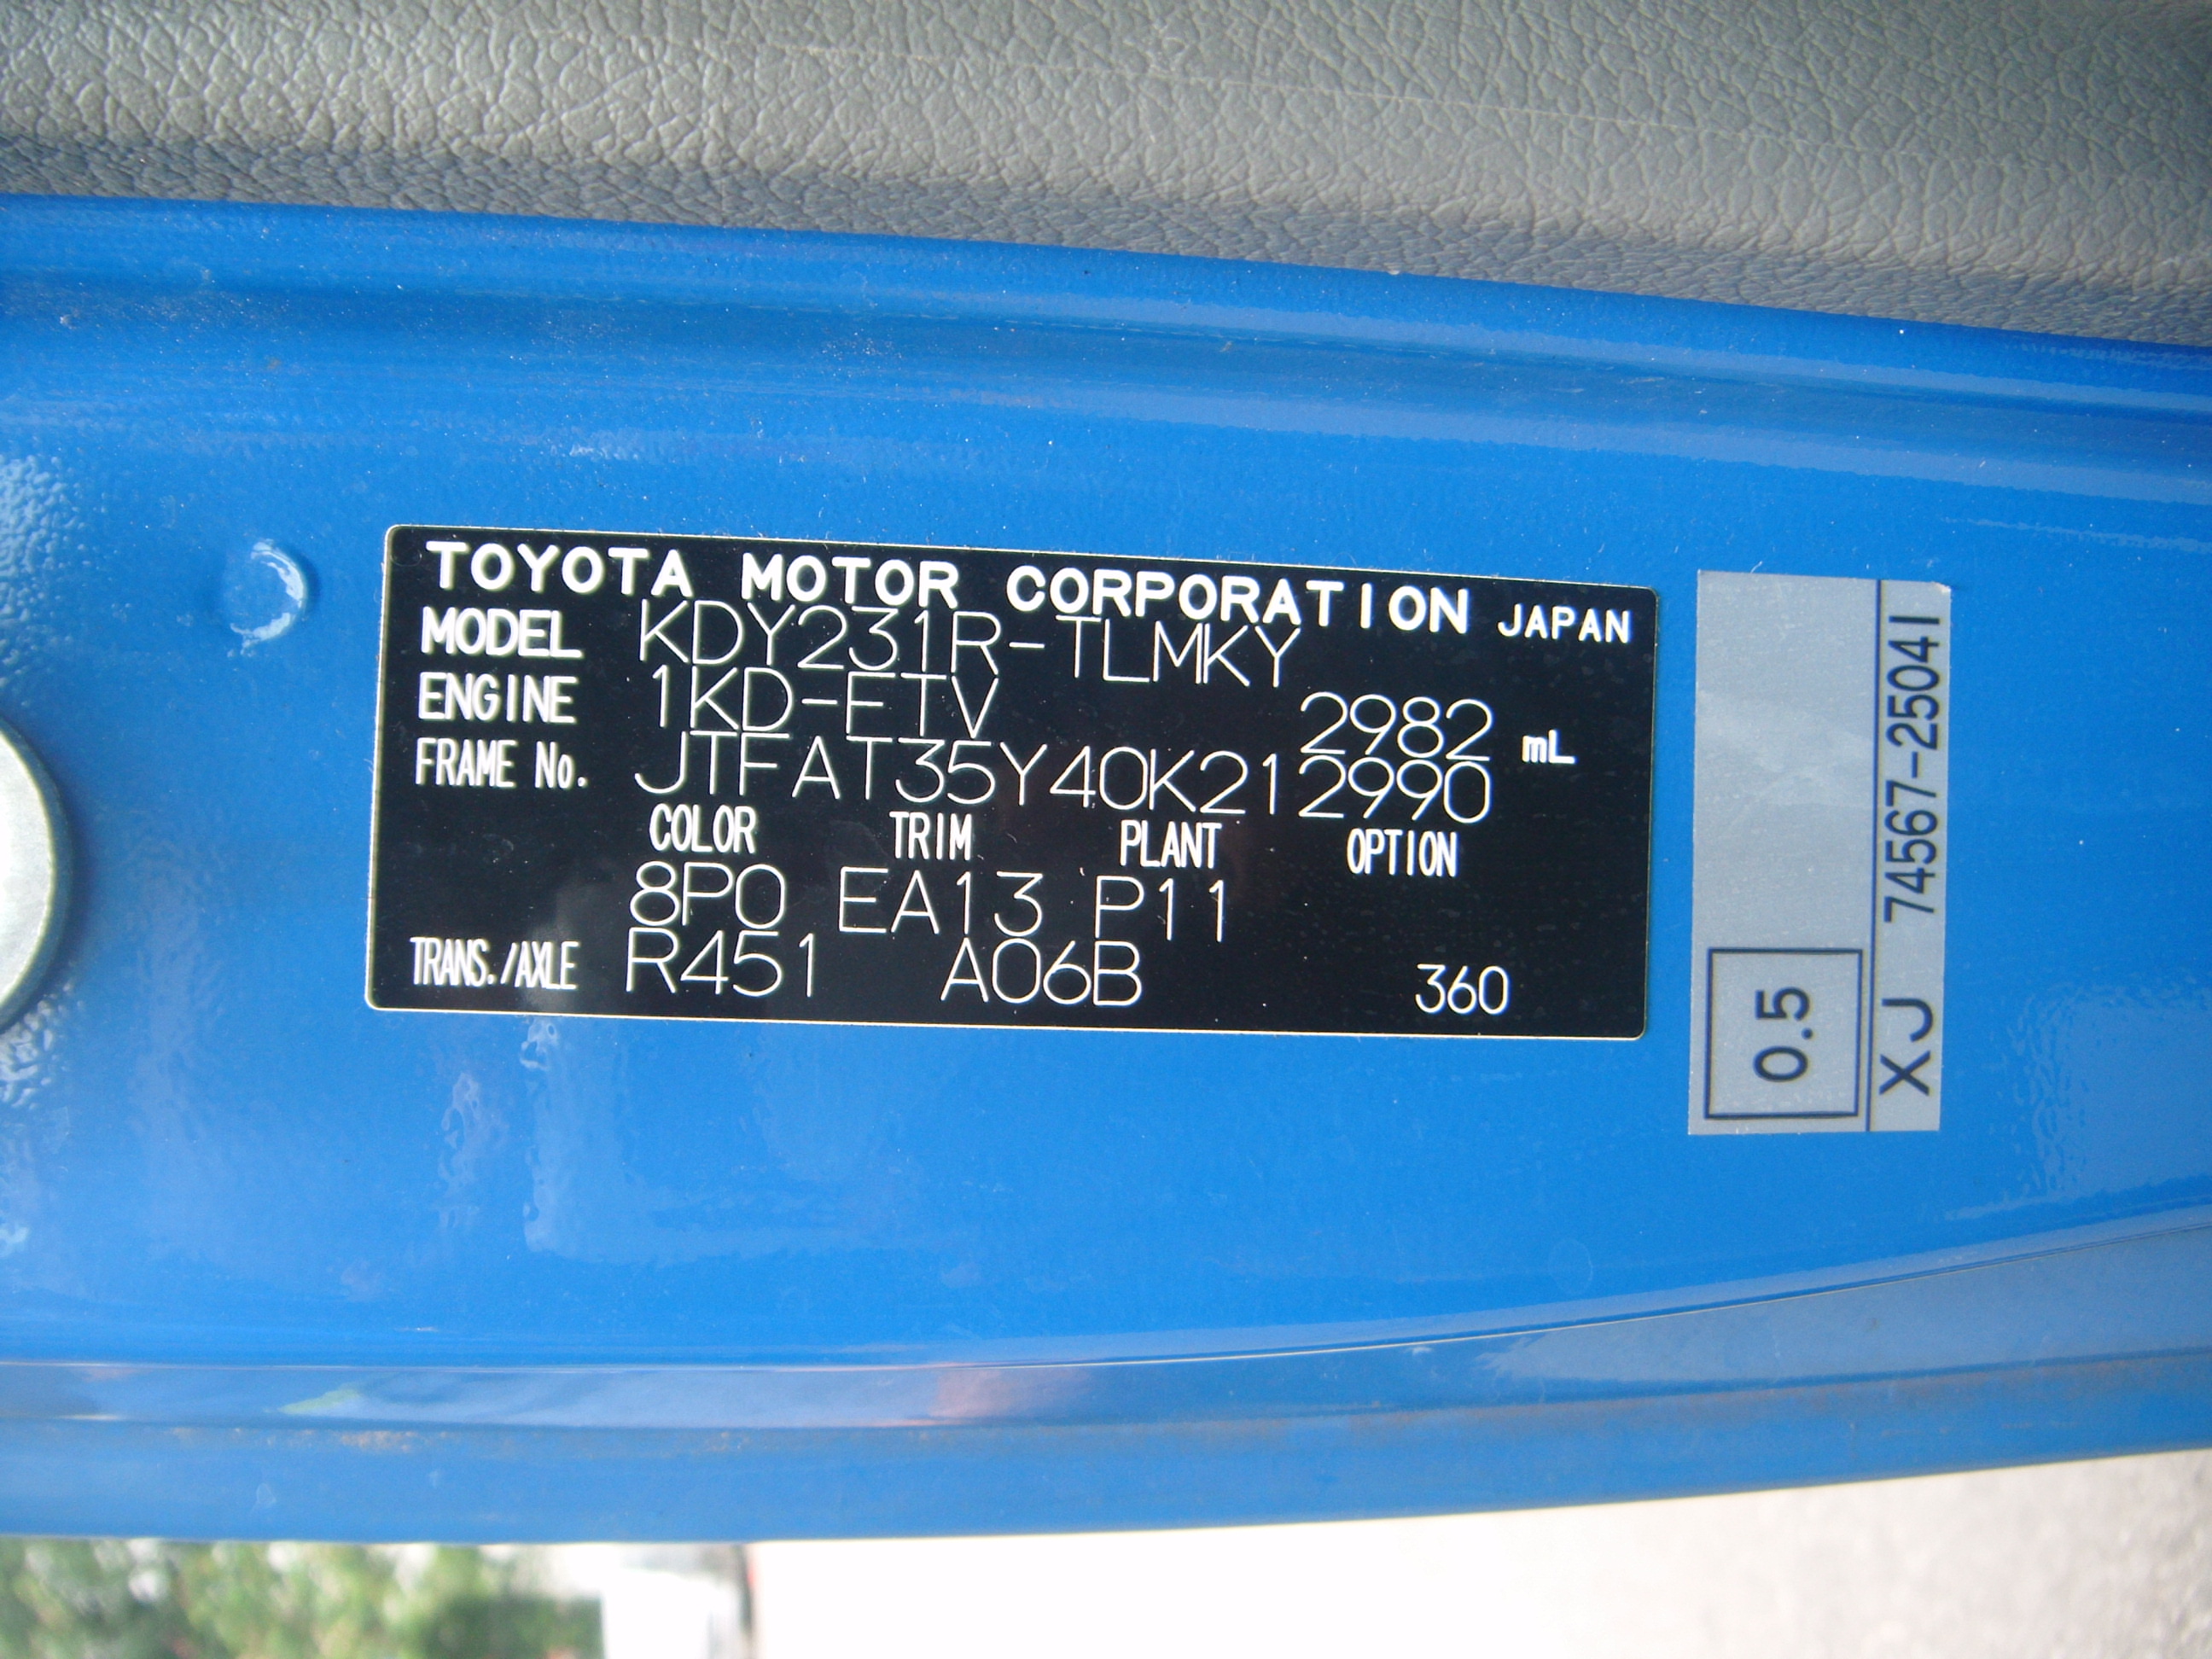 TOYOTA MOTOR CORPORATION JAPAN
MODEL KDY231R-TLMKY
ENGINE 1KD-FTV 2982 mL
FRAME No. JTFAT35Y40K212990
COLOR TRIM PLANT OPTION
8P0 EA13 P11
TRANS./AXLE R451 A06B 360
0.5
XJ 74567-25041